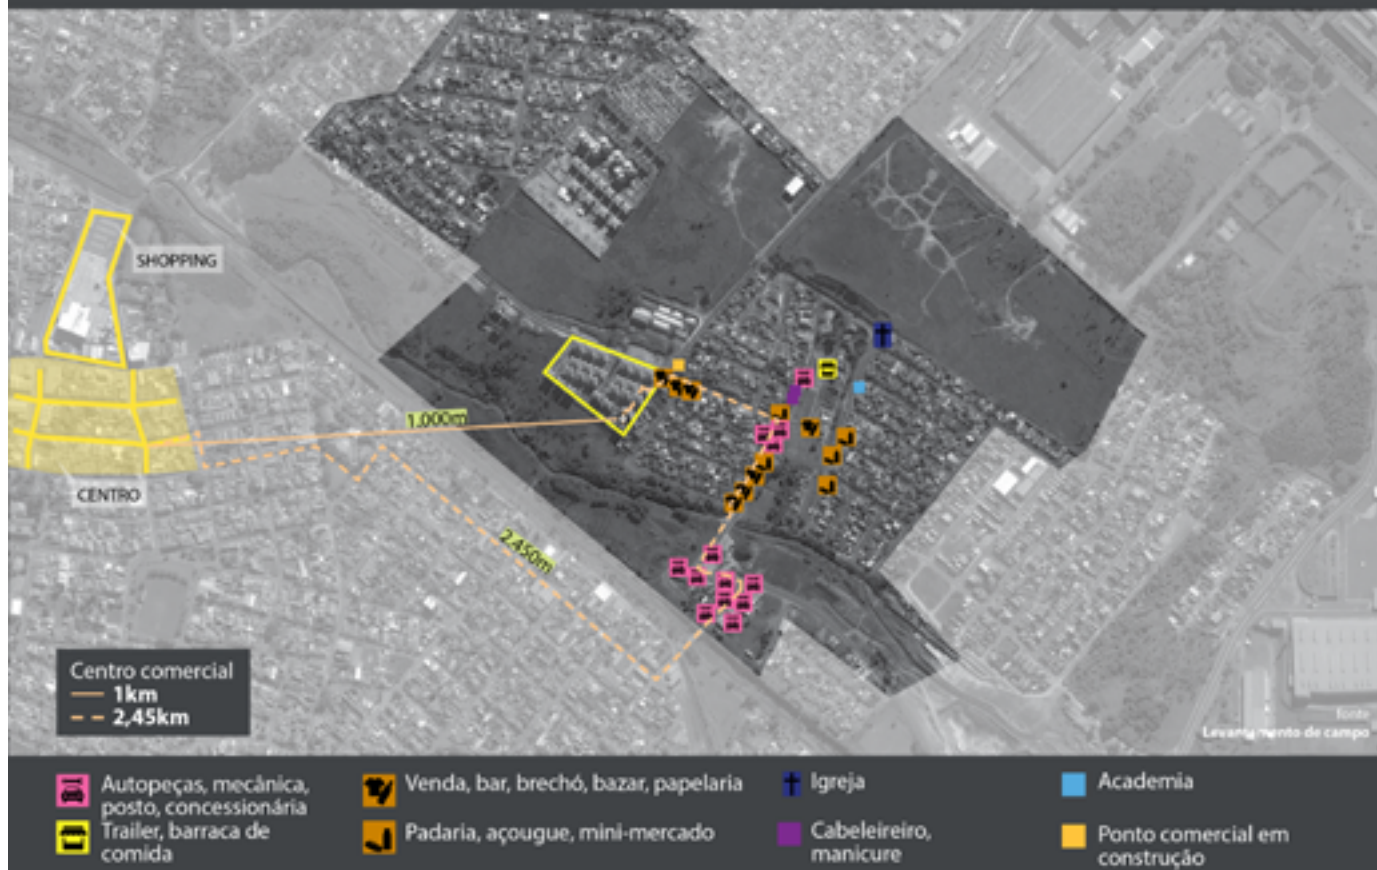 SHOPPING
1.000m
CENTRO
2.450m
Centro comercial
1km
2,45km
fonte
Levantamento de campo
Autopeças, mecânica,
posto, concessionária
Trailer, barraca de
comida
Venda, bar, brechó, bazar, papelaria
Padaria, açougue, mini-mercado
Igreja
Cabeleireiro,
manicure
Academia
Ponto comercial em
construção